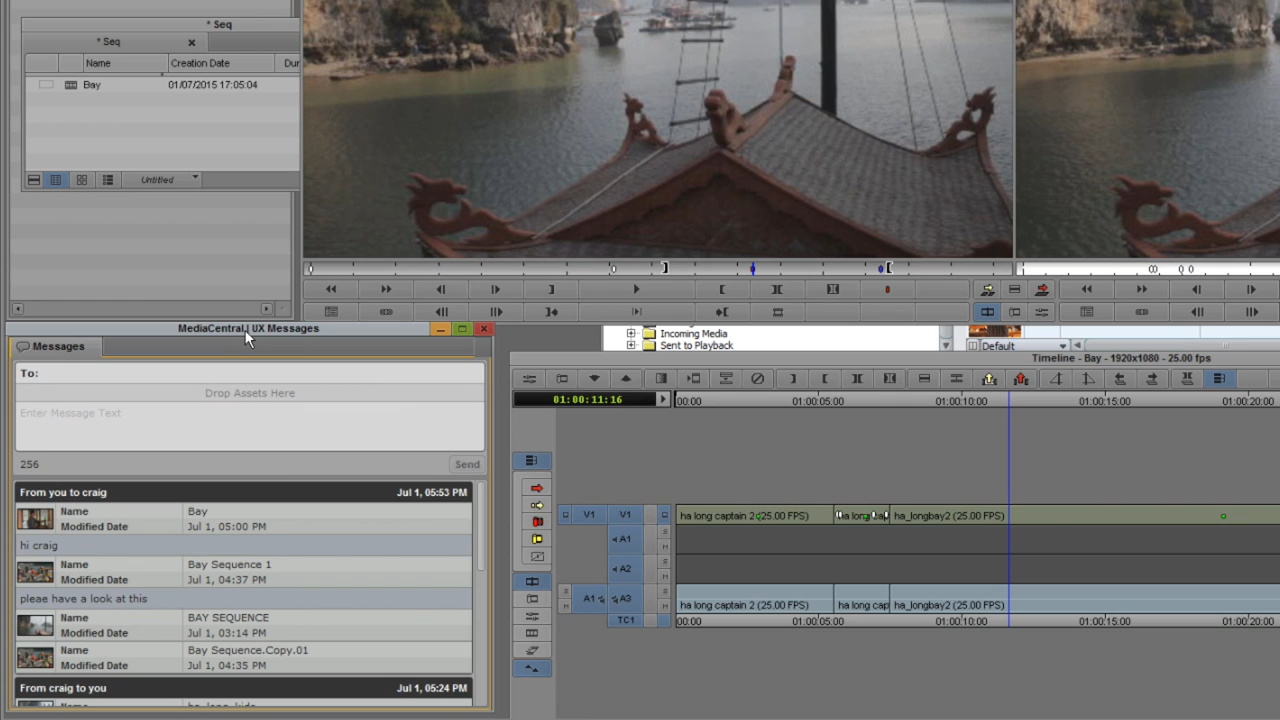 * Seq
* Seq
Name Creation Date Dur
Bay 01/07/2015 17:05:04
Untitled
MediaCentral | UX Messages
Messages
To:
Drop Assets Here
Enter Message Text
256 Send
From you to craig Jul 1, 05:53 PM
Name Bay
Modified Date Jul 1, 05:00 PM
hi craig
Name Bay Sequence 1
Modified Date Jul 1, 04:37 PM
pleae have a look at this
Name BAY SEQUENCE
Modified Date Jul 1, 03:14 PM
Name Bay Sequence.Copy.01
Modified Date Jul 1, 04:35 PM
From craig to you Jul 1, 05:24 PM
Incoming Media
Sent to Playback
Default
Timeline - Bay - 1920x1080 - 25.00 fps
01:00:11:16 00:00 01:00:05:00 01:00:10:00 01:00:15:00 01:00:20:00
V1 V1 ha long captain 2 (25.00 FPS) ha long cap ha_longbay2 (25.00 FPS)
S
A1
M
S
A2
M
S A1 A3 S ha long captain 2 (25.00 FPS) ha long cap ha_longbay2 (25.00 FPS)
M M
TC1 00:00 01:00:05:00 01:00:10:00 01:00:15:00 01:00:20:00